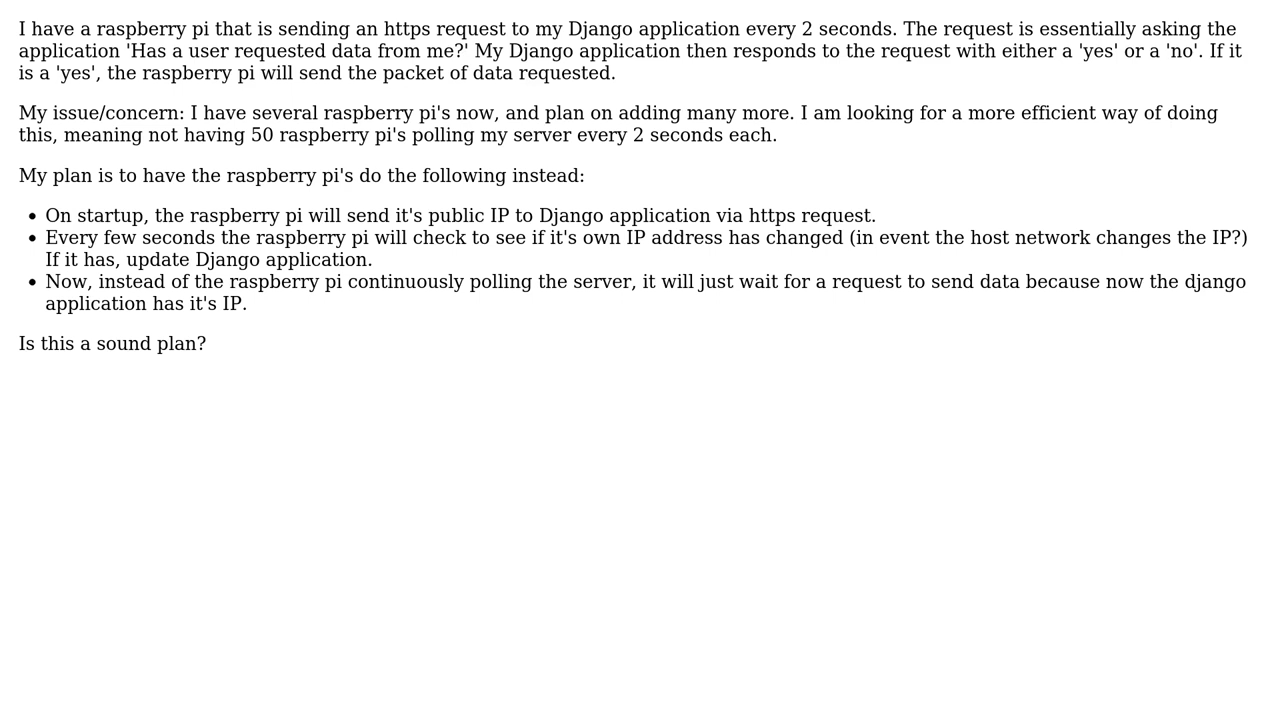 I have a raspberry pi that is sending an https request to my Django application every 2 seconds. The request is essentially asking the
application 'Has a user requested data from me?' My Django application then responds to the request with either a 'yes' or a 'no'. If it
is a 'yes', the raspberry pi will send the packet of data requested.
My issue/concern: I have several raspberry pi's now, and plan on adding many more. I am looking for a more efficient way of doing
this, meaning not having 50 raspberry pi's polling my server every 2 seconds each.
My plan is to have the raspberry pi's do the following instead:
• On startup, the raspberry pi will send it's public IP to Django application via https request.
• Every few seconds the raspberry pi will check to see if it's own IP address has changed (in event the host network changes the IP?)
If it has, update Django application.
• Now, instead of the raspberry pi continuously polling the server, it will just wait for a request to send data because now the django
application has it's IP.
Is this a sound plan?